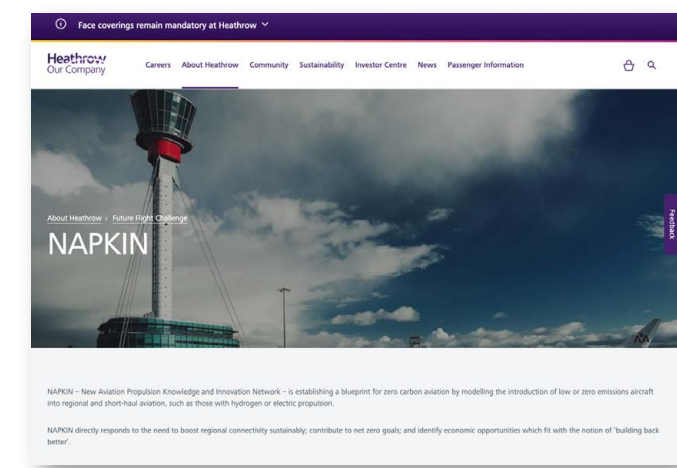 Face coverings remain mandatory at Heathrow
Heathrow
Our Company
Careers About Heathrow Community Sustainability Investor Centre News Passenger Information
Feedback
About Heathrow / Future Flight Challenge
NAPKIN
AA
NAPKIN – New Aviation Propulsion Knowledge and Innovation Network – is establishing a blueprint for zero carbon aviation by modelling the introduction of low or zero emissions aircraft
into regional and short-haul aviation, such as those with hydrogen or electric propulsion.
NAPKIN directly responds to the need to boost regional connectivity sustainably; contribute to net zero goals; and identify economic opportunities which fit with the notion of 'building back
better'.